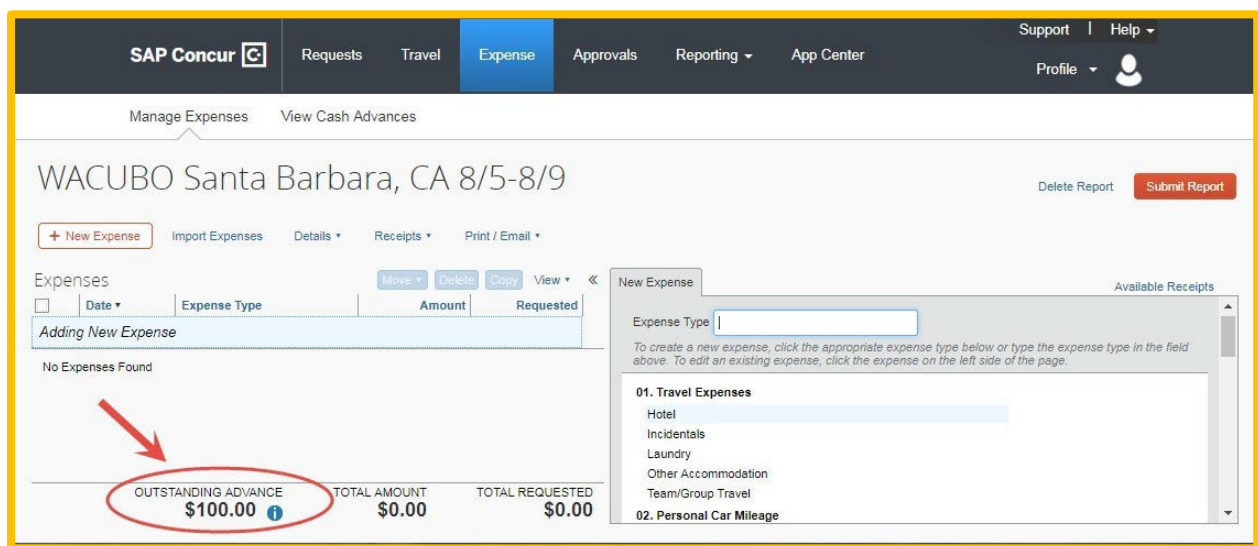 Support | Help
SAP Concur C Requests Travel Expense Approvals Reporting App Center
Profile
Manage Expenses View Cash Advances
WACUBO Santa Barbara, CA 8/5-8/9
Delete Report Submit Report
+ New Expense Import Expenses Details Receipts Print / Email
Expenses Move Delete Copy View «
New Expense Available Receipts
Date Expense Type Amount Requested
Adding New Expense
No Expenses Found
Expense Type
To create a new expense, click the appropriate expense type below or type the expense type in the field
above. To edit an existing expense, click the expense on the left side of the page.
01. Travel Expenses
Hotel
Incidentals
Laundry
Other Accommodation
Team/Group Travel
02. Personal Car Mileage
OUTSTANDING ADVANCE TOTAL AMOUNT TOTAL REQUESTED
$100.00 i $0.00 $0.00